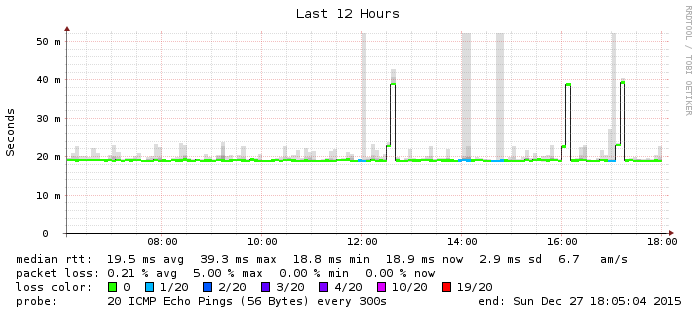 Last 12 Hours
RRDTOOL / TOBI OETIKER
Seconds
50 m
40 m
30 m
20 m
10 m
0
08:00 10:00 12:00 14:00 16:00 18:00
median rtt: 19.5 ms avg 39.3 ms max 18.8 ms min 18.9 ms now 2.9 ms sd 6.7 am/s
packet loss: 0.21 % avg 5.00 % max 0.00 % min 0.00 % now
loss color: 0 1/20 2/20 3/20 4/20 10/20 19/20
probe: 20 ICMP Echo Pings (56 Bytes) every 300s end: Sun Dec 27 18:05:04 2015